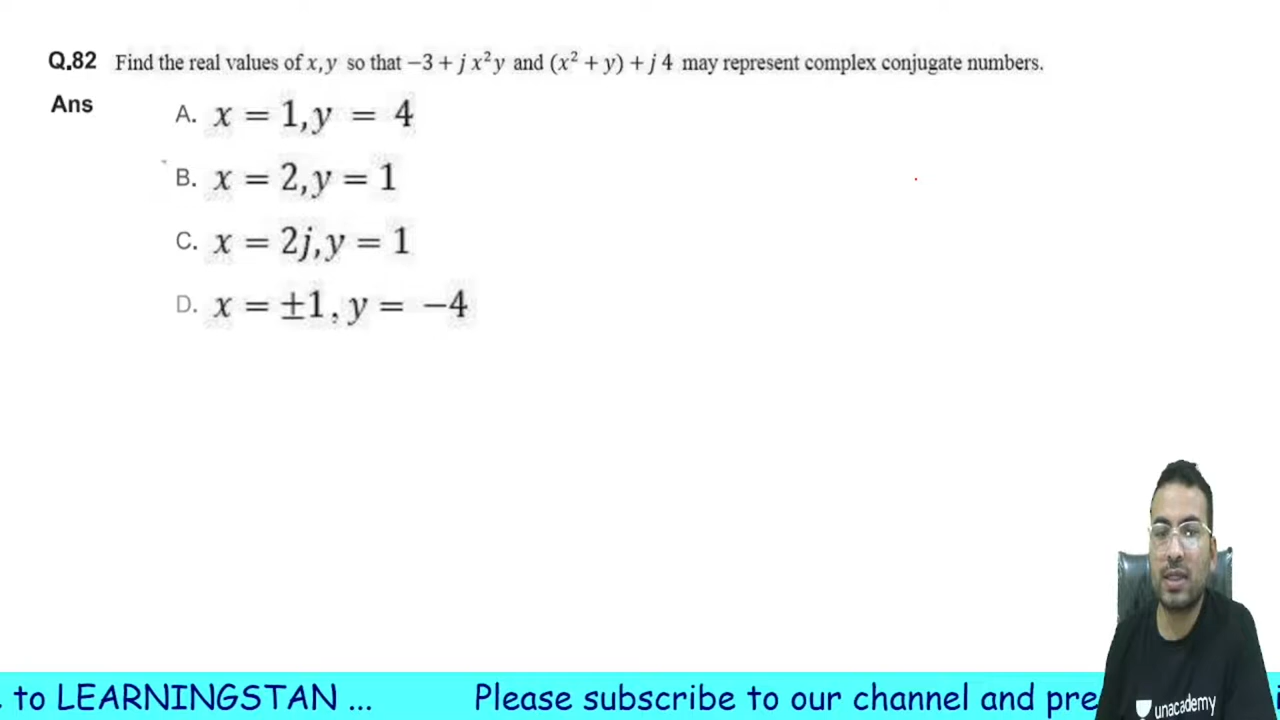 Q.82 Find the real values of x, y so that −3 + j x²y and (x² + y) + j 4 may represent complex conjugate numbers.
Ans
A. x = 1, y = 4
B. x = 2, y = 1
C. x = 2j, y = 1
D. x = ±1, y = −4
to LEARNINGSTAN ... Please subscribe to our channel and pre
unacademy